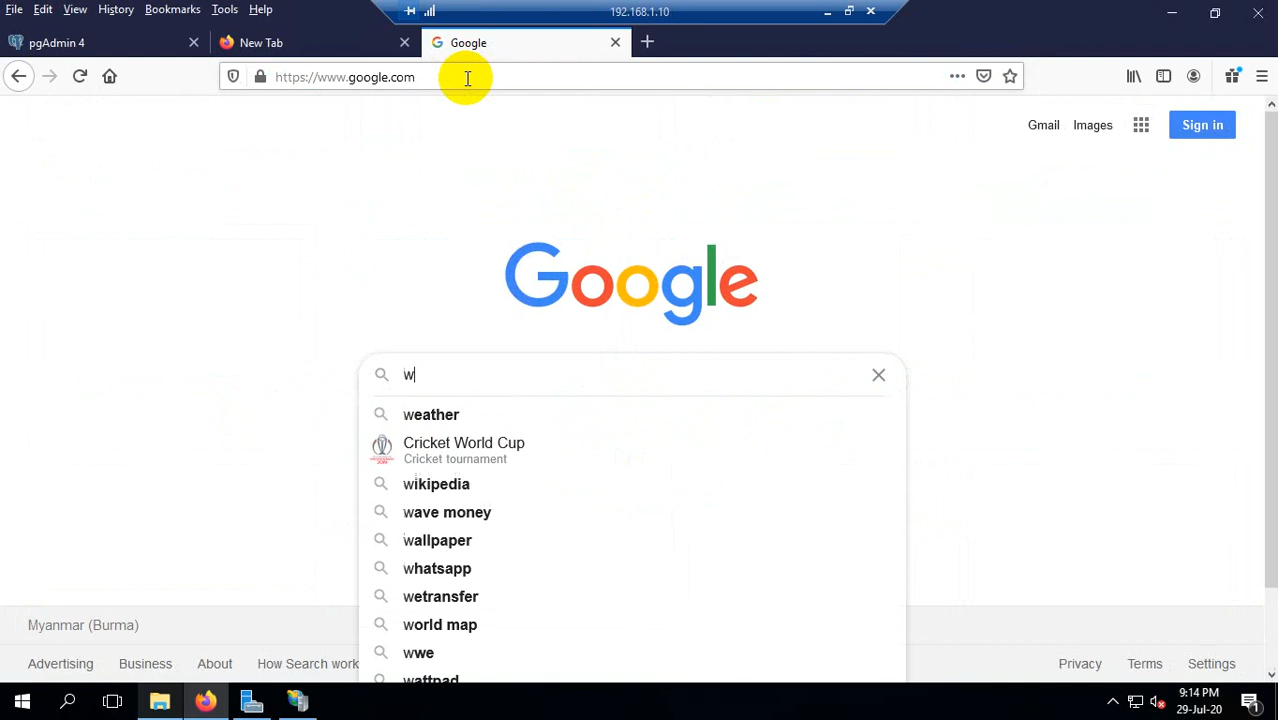 File Edit View History Bookmarks Tools Help
192.168.1.10
pgAdmin 4
New Tab
Google
https://www.google.com
Gmail Images Sign in
Google
w
weather
Cricket World Cup
Cricket tournament
wikipedia
wave money
wallpaper
whatsapp
wetransfer
world map
wwe
wattpad
Myanmar (Burma)
Advertising Business About How Search work
Privacy Terms Settings
9:14 PM
29-Jul-20
1